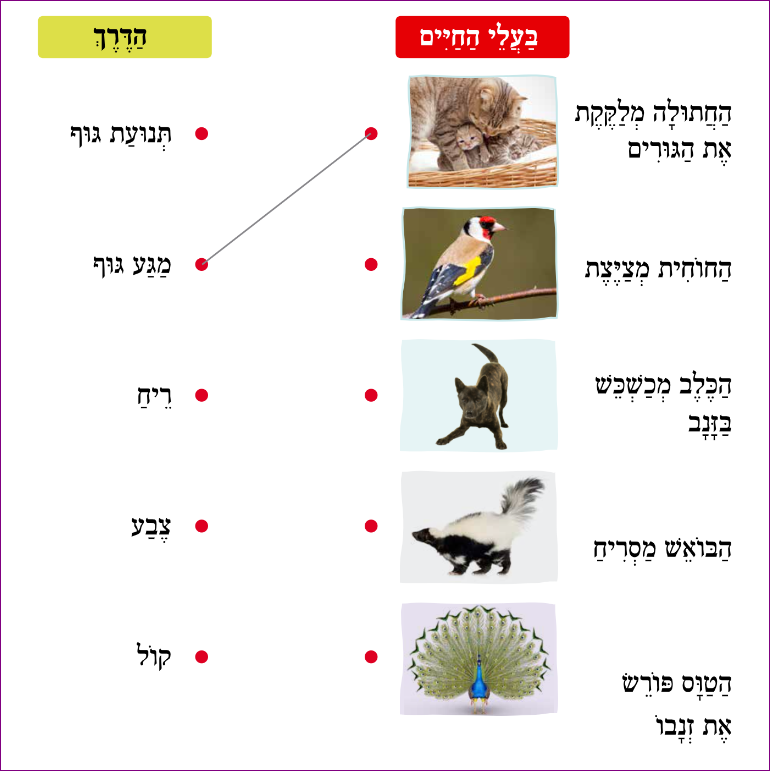 בַּעֲלֵי הַחַיִּים
הַדֶּרֶךְ
הַחֲתוּלָה מְלַקֶּקֶת
אֶת הַגּוּרִים
תְּנוּעַת גּוּף
הַחוֹחִית מְצַיֶּצֶת
מַגַּע גּוּף
הַכֶּלֶב מְכַשְׁכֵּשׁ
בַּזָּנָב
רֵיחַ
הַבּוֹאֵשׁ מַסְרִיחַ
צֶבַע
הַטַּוָּס פּוֹרֵשׂ
אֶת זְנָבוֹ
קוֹל